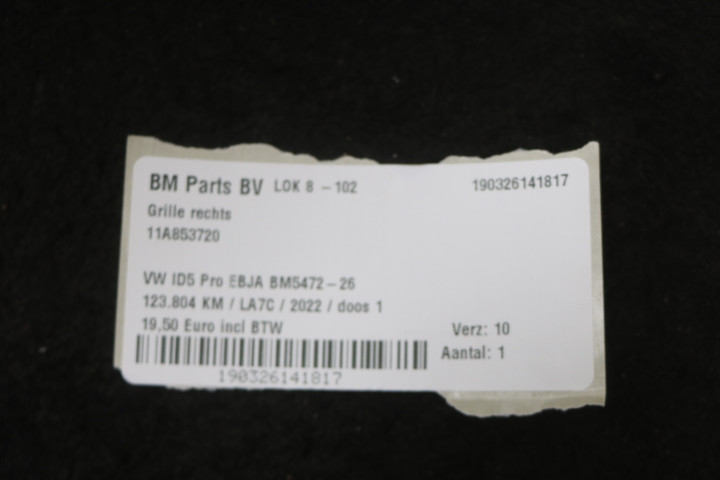 BM Parts BV LOK 8 - 102 190326141817
Grille rechts
11A853720
VW ID5 Pro EBJA BM5472-26
123.804 KM / LA7C / 2022 / doos 1
19,50 Euro incl BTW
Verz: 10
Aantal: 1
190326141817